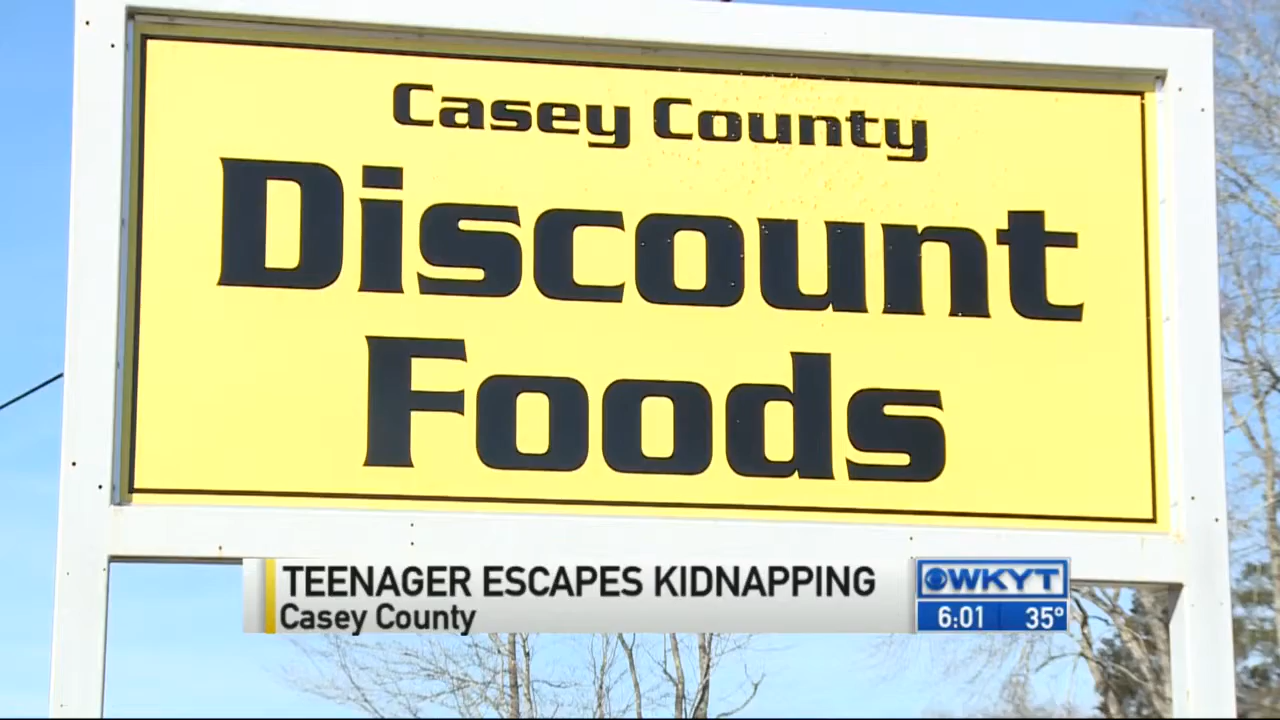 Casey County
Discount
Foods
TEENAGER ESCAPES KIDNAPPING
Casey County
WKYT
6:01 35°